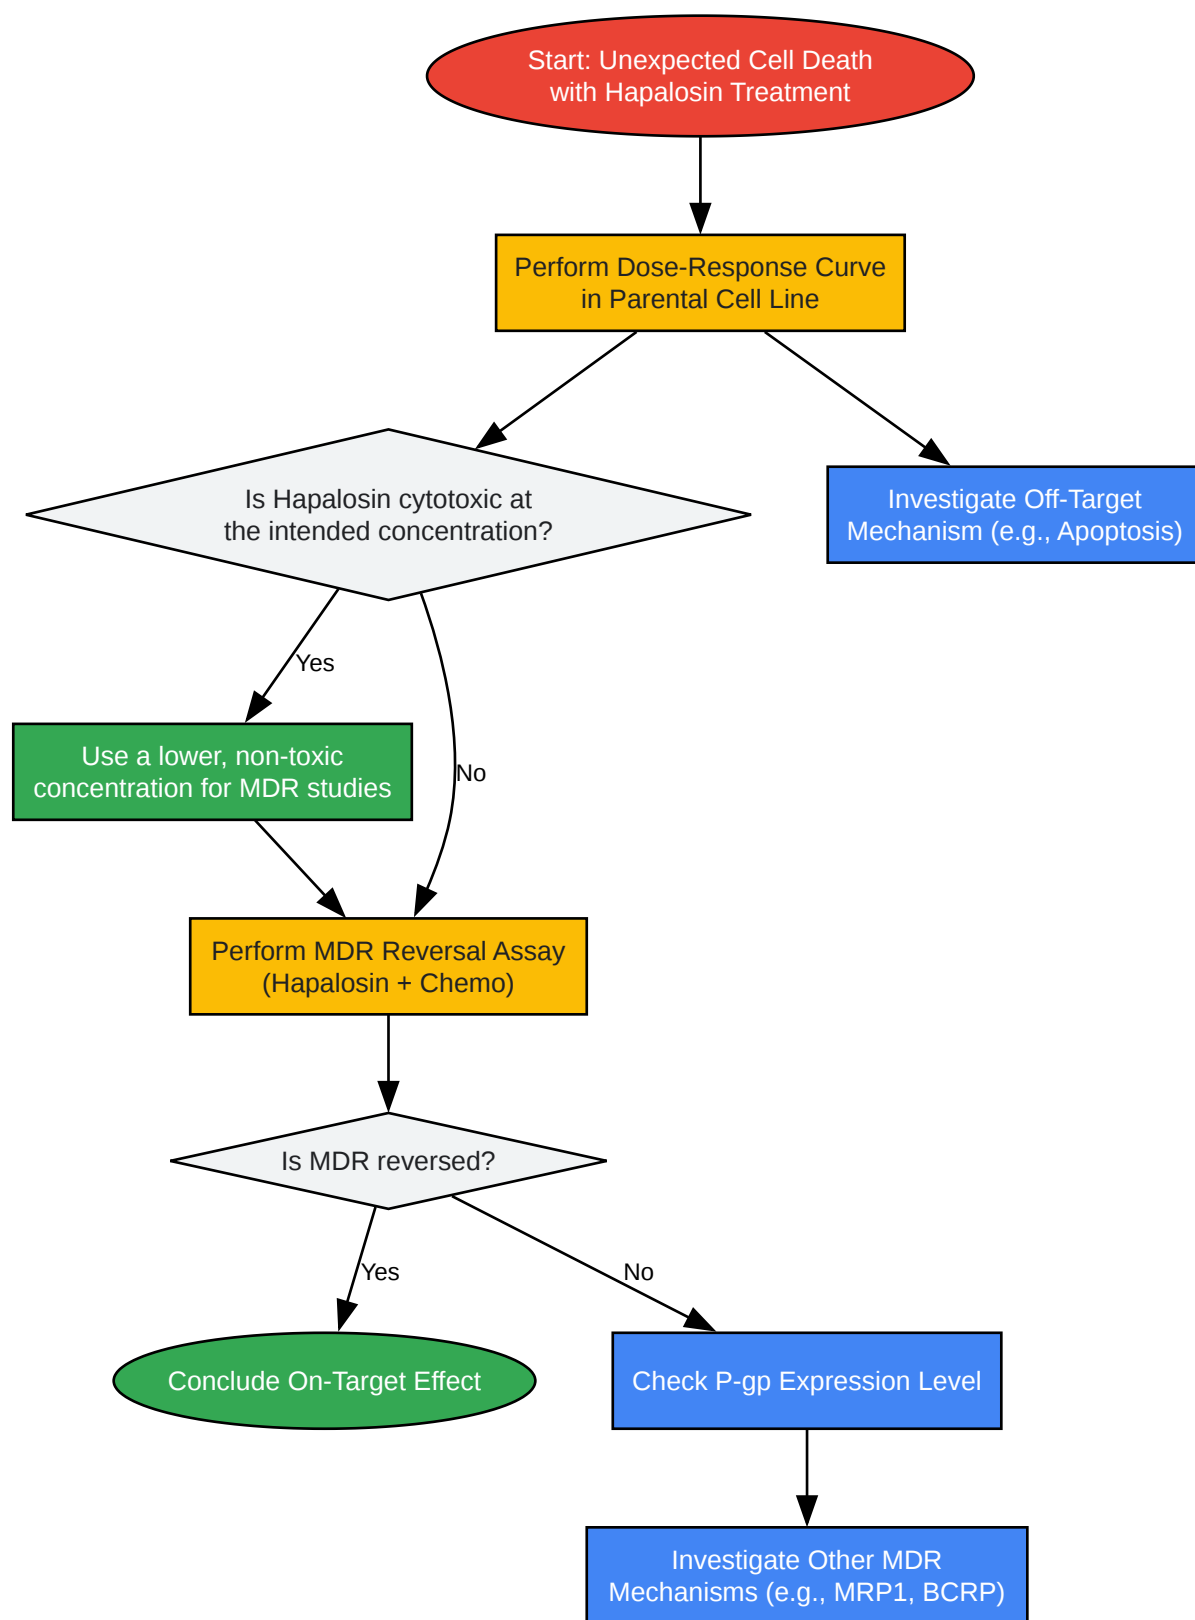 Start: Unexpected Cell Death
with Hapalosin Treatment
Perform Dose-Response Curve
in Parental Cell Line
Is Hapalosin cytotoxic at
the intended concentration?
Investigate Off-Target
Mechanism (e.g., Apoptosis)
Yes
No
Use a lower, non-toxic
concentration for MDR studies
Perform MDR Reversal Assay
(Hapalosin + Chemo)
Is MDR reversed?
Yes
No
Conclude On-Target Effect
Check P-gp Expression Level
Investigate Other MDR
Mechanisms (e.g., MRP1, BCRP)